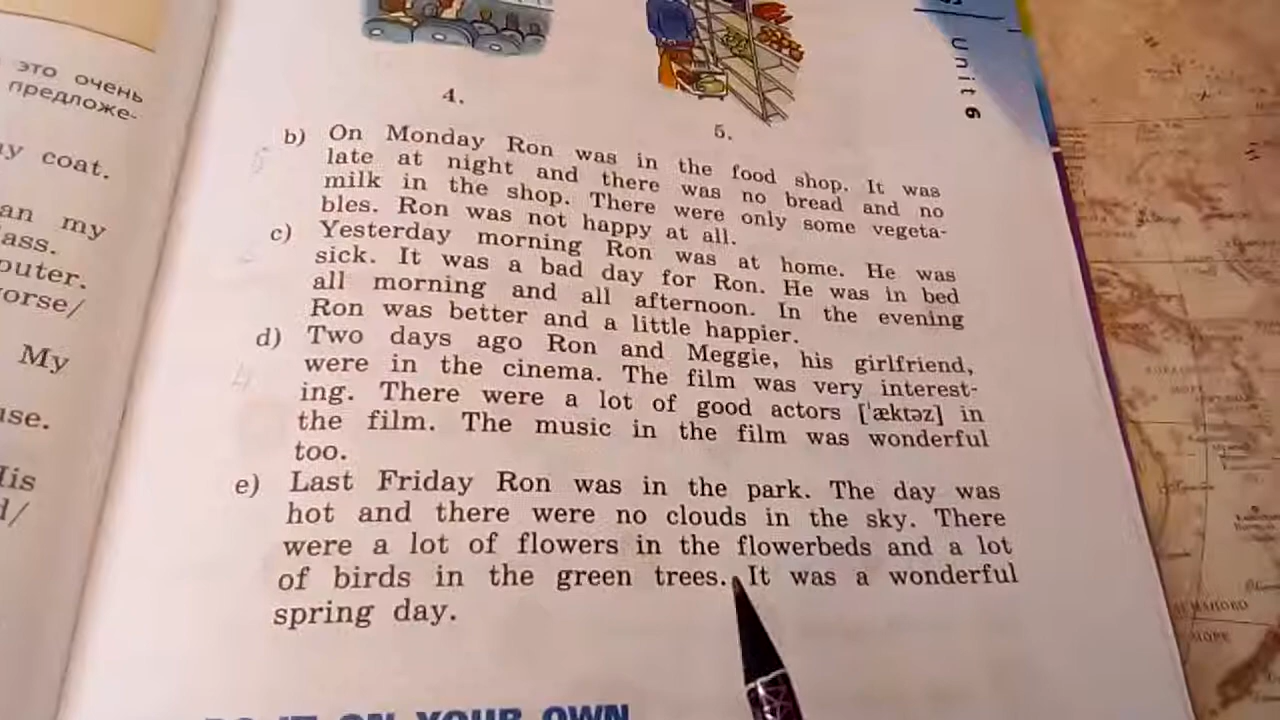 это очень
предложе-
coat.
an my
ass.
puter.
orse/
My
use.
His
d/
4.
5.
Unit 6
b) On Monday Ron was in the food shop. It was
late at night and there was no bread and no
milk in the shop. There were only some vegeta-
bles. Ron was not happy at all.
c) Yesterday morning Ron was at home. He was
sick. It was a bad day for Ron. He was in bed
all morning and all afternoon. In the evening
Ron was better and a little happier.
d) Two days ago Ron and Meggie, his girlfriend,
were in the cinema. The film was very interest-
ing. There were a lot of good actors [ˈæktəz] in
the film. The music in the film was wonderful
too.
e) Last Friday Ron was in the park. The day was
hot and there were no clouds in the sky. There
were a lot of flowers in the flowerbeds and a lot
of birds in the green trees. It was a wonderful
spring day.
IT ON YOUR OWN
МОРЕ